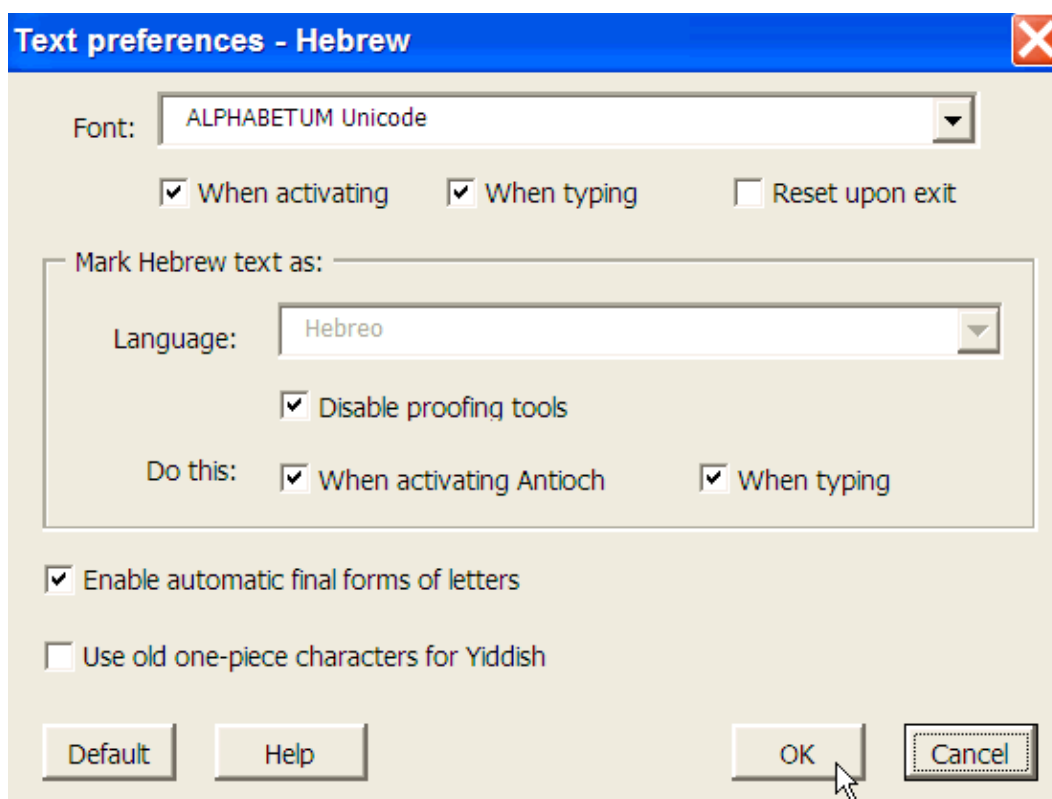 Text preferences - Hebrew
Font: ALPHABETUM Unicode
When activating When typing Reset upon exit
Mark Hebrew text as:
Language: Hebreo
Disable proofing tools
Do this: When activating Antioch When typing
Enable automatic final forms of letters
Use old one-piece characters for Yiddish
Default Help OK Cancel